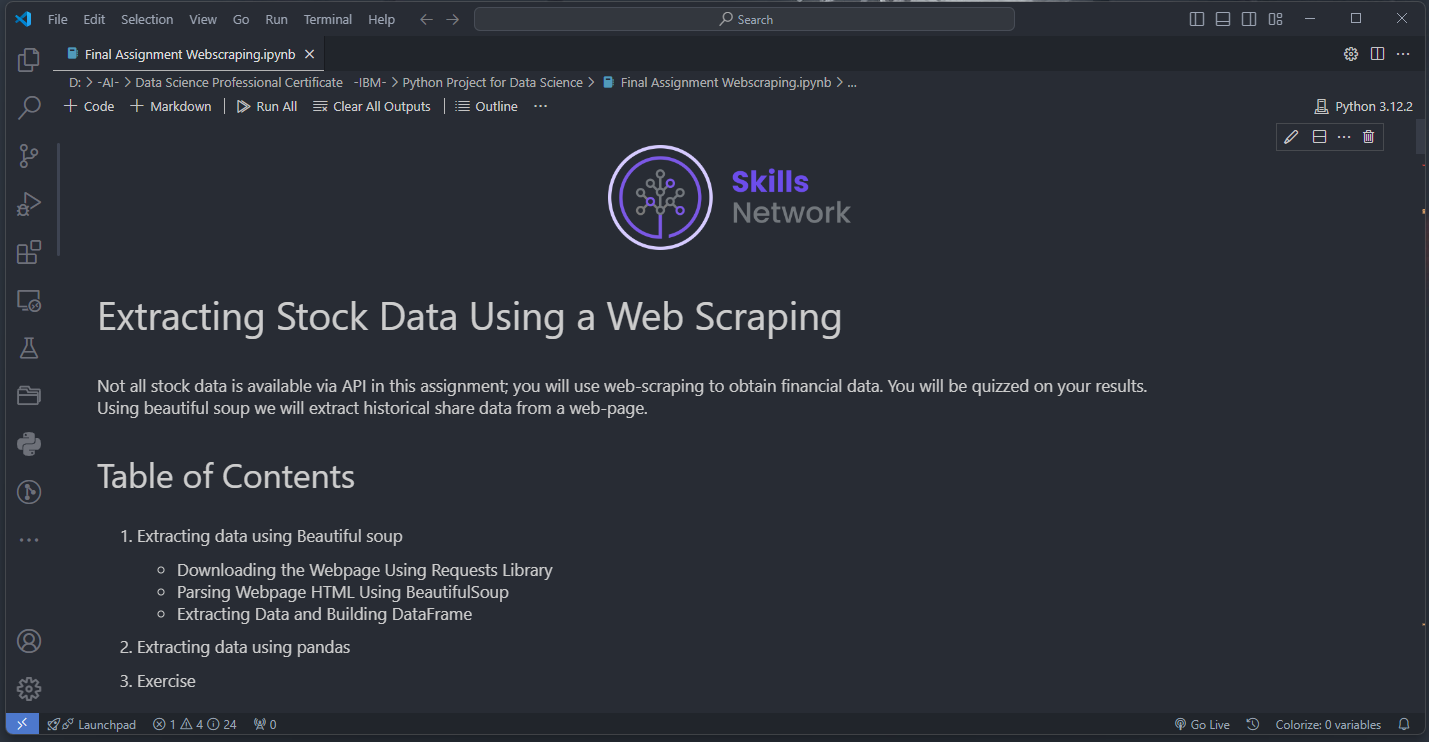 File Edit Selection View Go Run Terminal Help Search
Final Assignment Webscraping.ipynb
D: > -AI- > Data Science Professional Certificate -IBM- > Python Project for Data Science > Final Assignment Webscraping.ipynb > ...
+ Code + Markdown Run All Clear All Outputs Outline ... Python 3.12.2
Skills
Network
Extracting Stock Data Using a Web Scraping
Not all stock data is available via API in this assignment; you will use web-scraping to obtain financial data. You will be quizzed on your results.
Using beautiful soup we will extract historical share data from a web-page.
Table of Contents
1. Extracting data using Beautiful soup
Downloading the Webpage Using Requests Library
Parsing Webpage HTML Using BeautifulSoup
Extracting Data and Building DataFrame
2. Extracting data using pandas
3. Exercise
Launchpad 1 4 24 0 Go Live Colorize: 0 variables